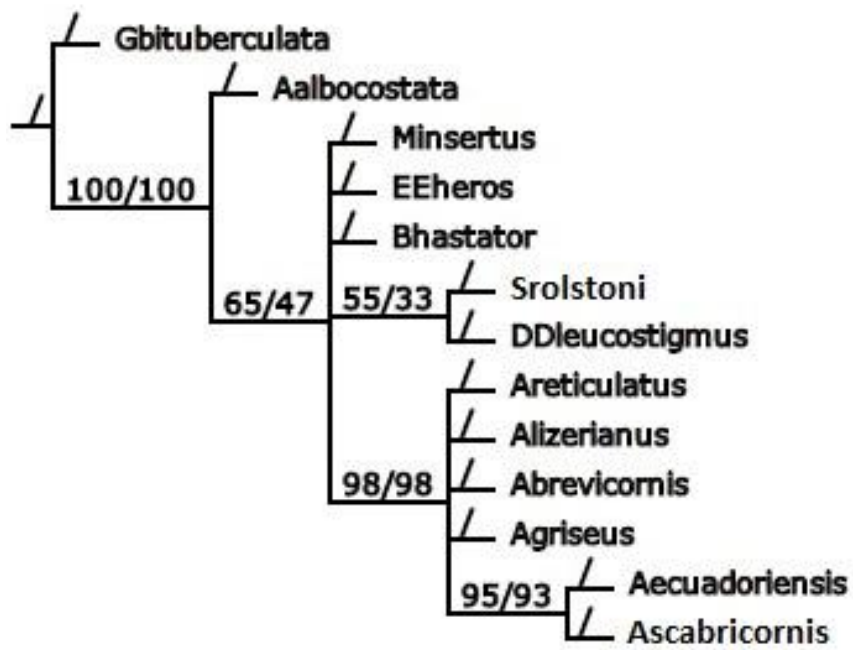 Gbituberculata
Aalbocostata
Minsertus
EEheros
100/100
Bhastator
Srolstoni
65/47
55/33
DDleucostigmus
Areticulatus
Alizerianus
98/98
Abrevicornis
Agriseus
Aecuadoriensis
95/93
Ascabricornis